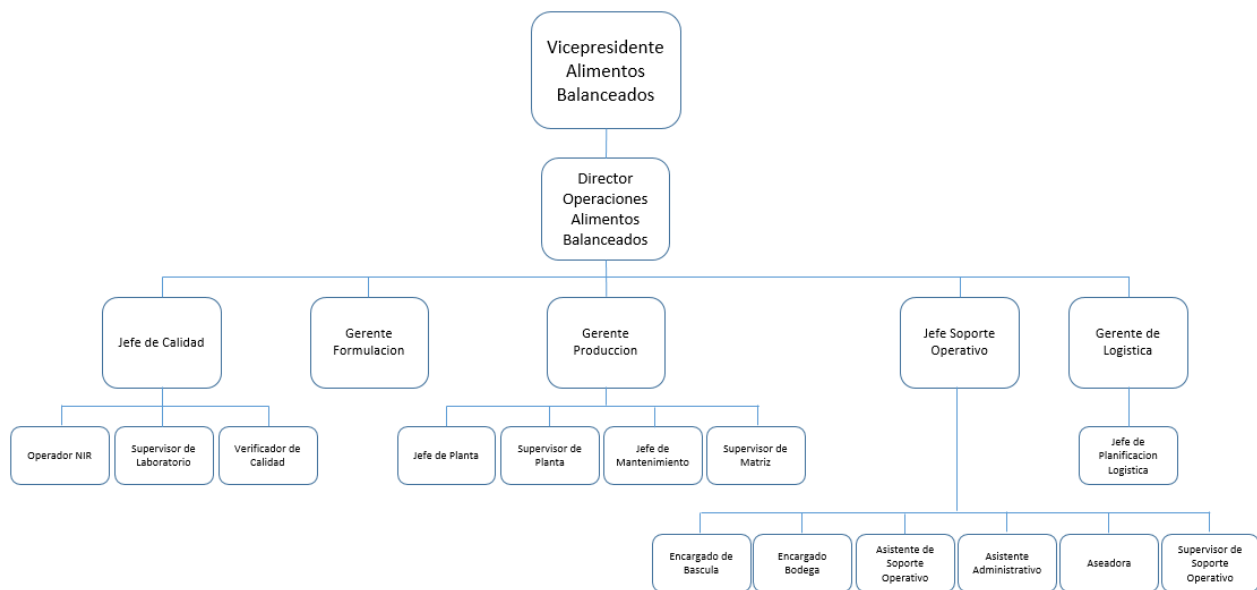 Vicepresidente
Alimentos
Balanceados
Director
Operaciones
Alimentos
Balanceados
Jefe de Calidad
Gerente
Formulacion
Gerente
Produccion
Jefe Soporte
Operativo
Gerente de
Logistica
Operador NIR
Supervisor de
Laboratorio
Verificador de
Calidad
Jefe de Planta
Supervisor de
Planta
Jefe de
Mantenimiento
Supervisor de
Matriz
Jefe de
Planificacion
Logistica
Encargado de
Bascula
Encargado
Bodega
Asistente de
Soporte
Operativo
Asistente
Administrativo
Aseadora
Supervisor de
Soporte
Operativo